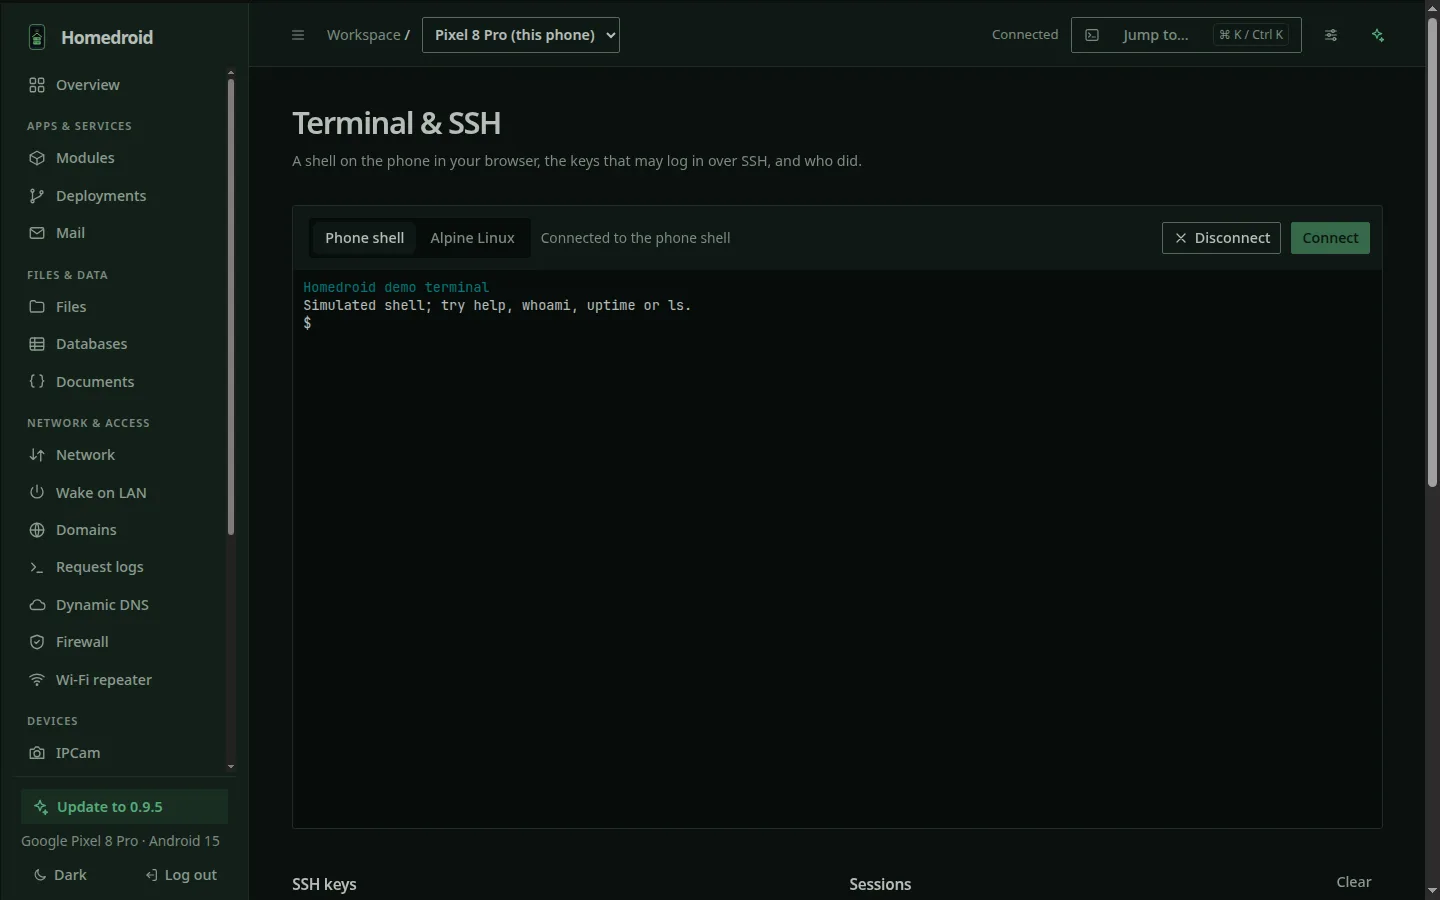 Homedroid
Overview
APPS & SERVICES
Modules
Deployments
Mail
FILES & DATA
Files
Databases
Documents
NETWORK & ACCESS
Network
Wake on LAN
Domains
Request logs
Dynamic DNS
Firewall
Wi-Fi repeater
DEVICES
IPCam
Update to 0.9.5
Google Pixel 8 Pro · Android 15
Dark
Log out
Workspace /
Pixel 8 Pro (this phone)
Connected
Jump to...
⌘ K / Ctrl K
Terminal & SSH
A shell on the phone in your browser, the keys that may log in over SSH, and who did.
Phone shell
Alpine Linux
Connected to the phone shell
Disconnect
Connect
Homedroid demo terminal
Simulated shell; try help, whoami, uptime or ls.
$
SSH keys
Sessions
Clear